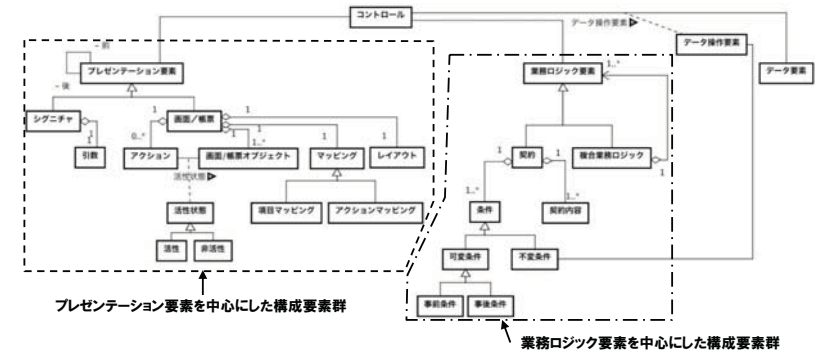 コントロール
データ操作要素
データ操作要素
- 前
プレゼンテーション要素
業務ロジック要素
1..*
データ要素
- 後
シグニチャ
1
1
1
引数
画面/帳票
1
1
1
1
0..*
1..*
1
1
アクション
画面/帳票オブジェクト
マッピング
レイアウト
活性状態
活性状態
項目マッピング
アクションマッピング
活性
非活性
1
契約
1
複合業務ロジック
1
1..*
1..*
条件
契約内容
可変条件
不変条件
事前条件
事後条件
プレゼンテーション要素を中心にした構成要素群
業務ロジック要素を中心にした構成要素群